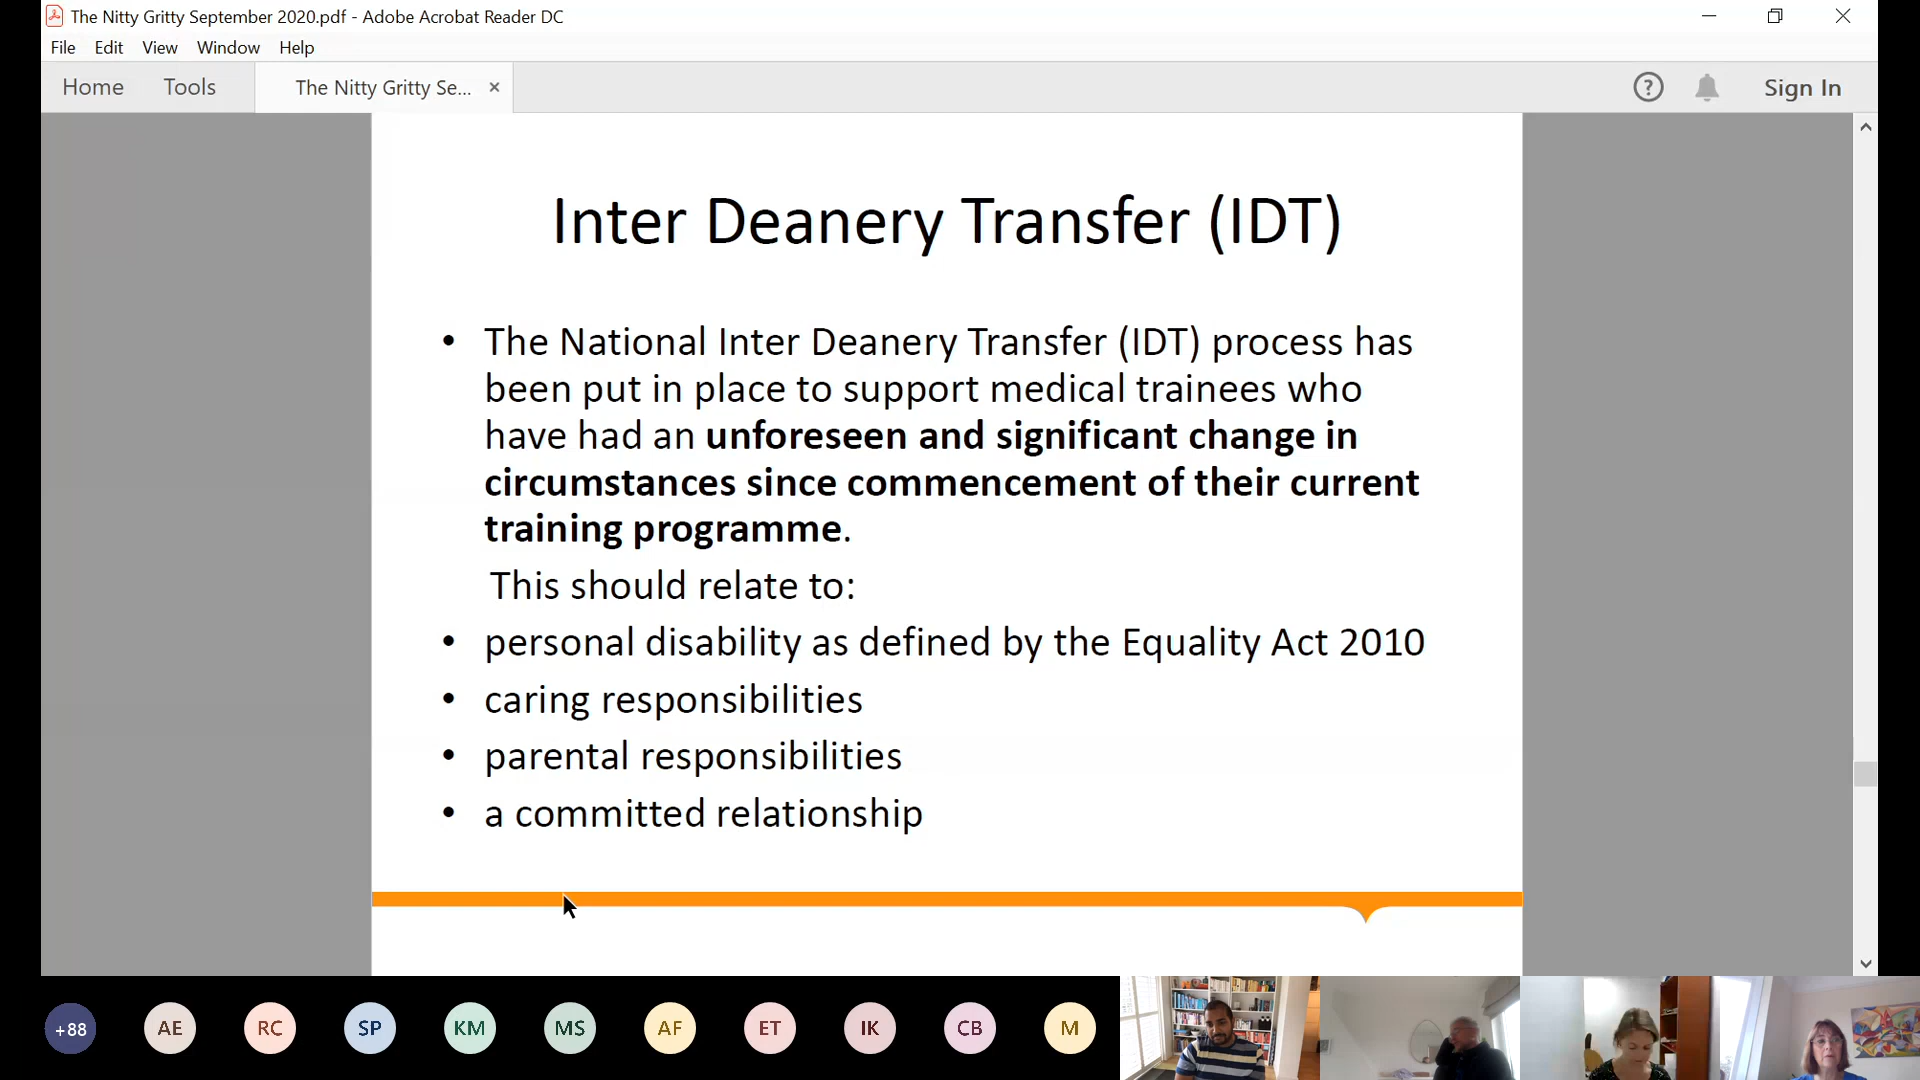 The Nitty Gritty September 2020.pdf - Adobe Acrobat Reader DC
File Edit View Window Help
Home Tools The Nitty Gritty Se... × ? Sign In
Inter Deanery Transfer (IDT)
• The National Inter Deanery Transfer (IDT) process has
been put in place to support medical trainees who
have had an unforeseen and significant change in
circumstances since commencement of their current
training programme.
This should relate to:
• personal disability as defined by the Equality Act 2010
• caring responsibilities
• parental responsibilities
• a committed relationship
+88 AE RC SP KM MS AF ET IK CB M